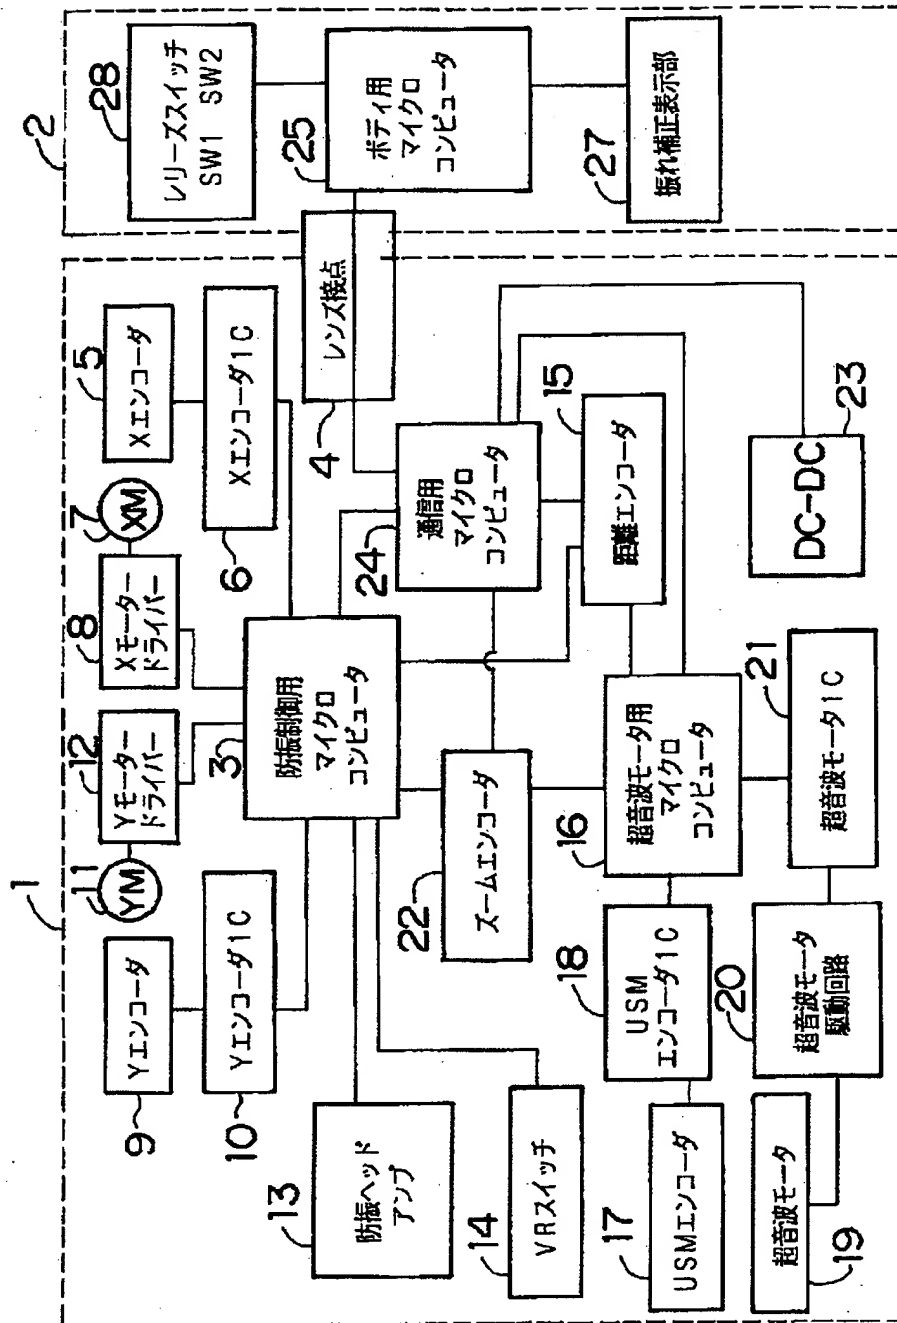 1
2
9
Yエンコーダ
10
Yエンコーダ1C
11
YM
12
Yモーター
ドライバー
8
Xモーター
ドライバー
7
XM
5
Xエンコーダ
6
Xエンコーダ1C
28
レリーズスイッチ
SW1 SW2
13
防振ヘッド
アンプ
3
防振制御用
マイクロ
コンピュータ
4
レンズ接点
25
ボディ用
マイクロ
コンピュータ
14
VRスイッチ
22
ズームエンコーダ
24
通信用
マイクロ
コンピュータ
17
USMエンコーダ
18
USM
エンコーダ1C
16
超音波モータ用
マイクロ
コンピュータ
15
距離エンコーダ
27
振れ補正表示部
19
超音波モータ
20
超音波モータ
駆動回路
21
超音波モータ1C
23
DC-DC